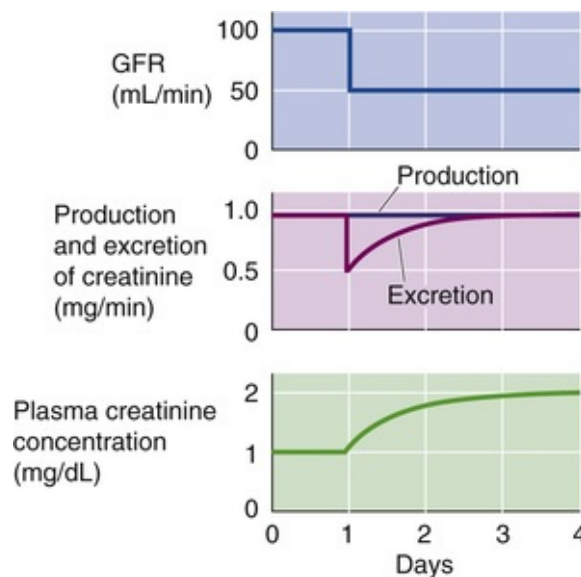 GFR
(mL/min)
100
50
0
Production
and excretion
of creatinine
(mg/min)
1.0
0.5
0
Production
Excretion
Plasma creatinine
concentration
(mg/dL)
2
1
0
0 1 2 3 4
Days